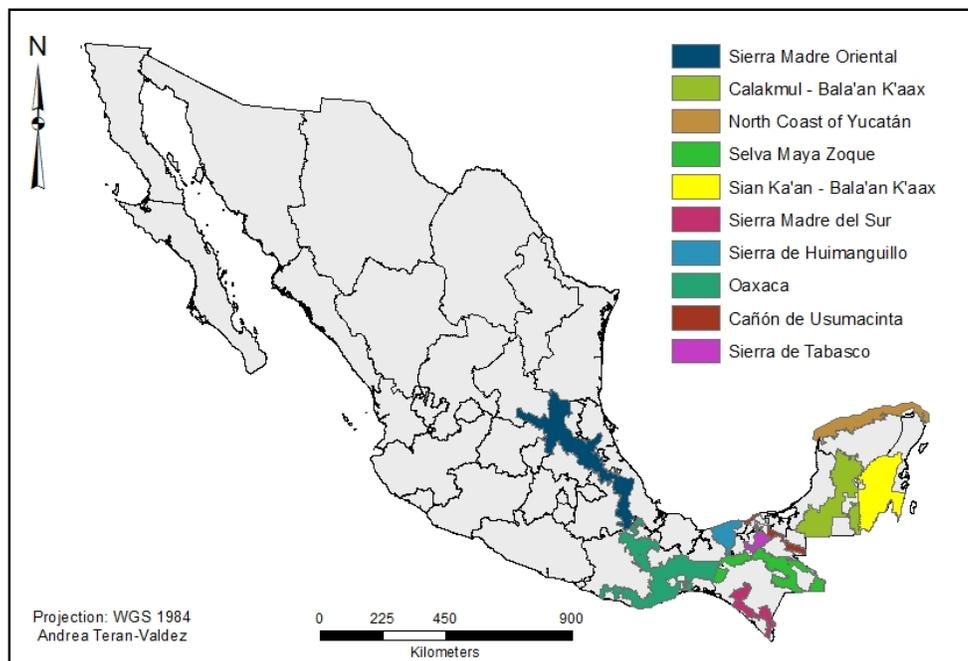 N
Sierra Madre Oriental
Calakmul - Bala'an K'aax
North Coast of Yucatán
Selva Maya Zoque
Sian Ka'an - Bala'an K'aax
Sierra Madre del Sur
Sierra de Huimanguillo
Oaxaca
Cañón de Usumacinta
Sierra de Tabasco
Projection: WGS 1984
Andrea Teran-Valdez
0 225 450 900
Kilometers